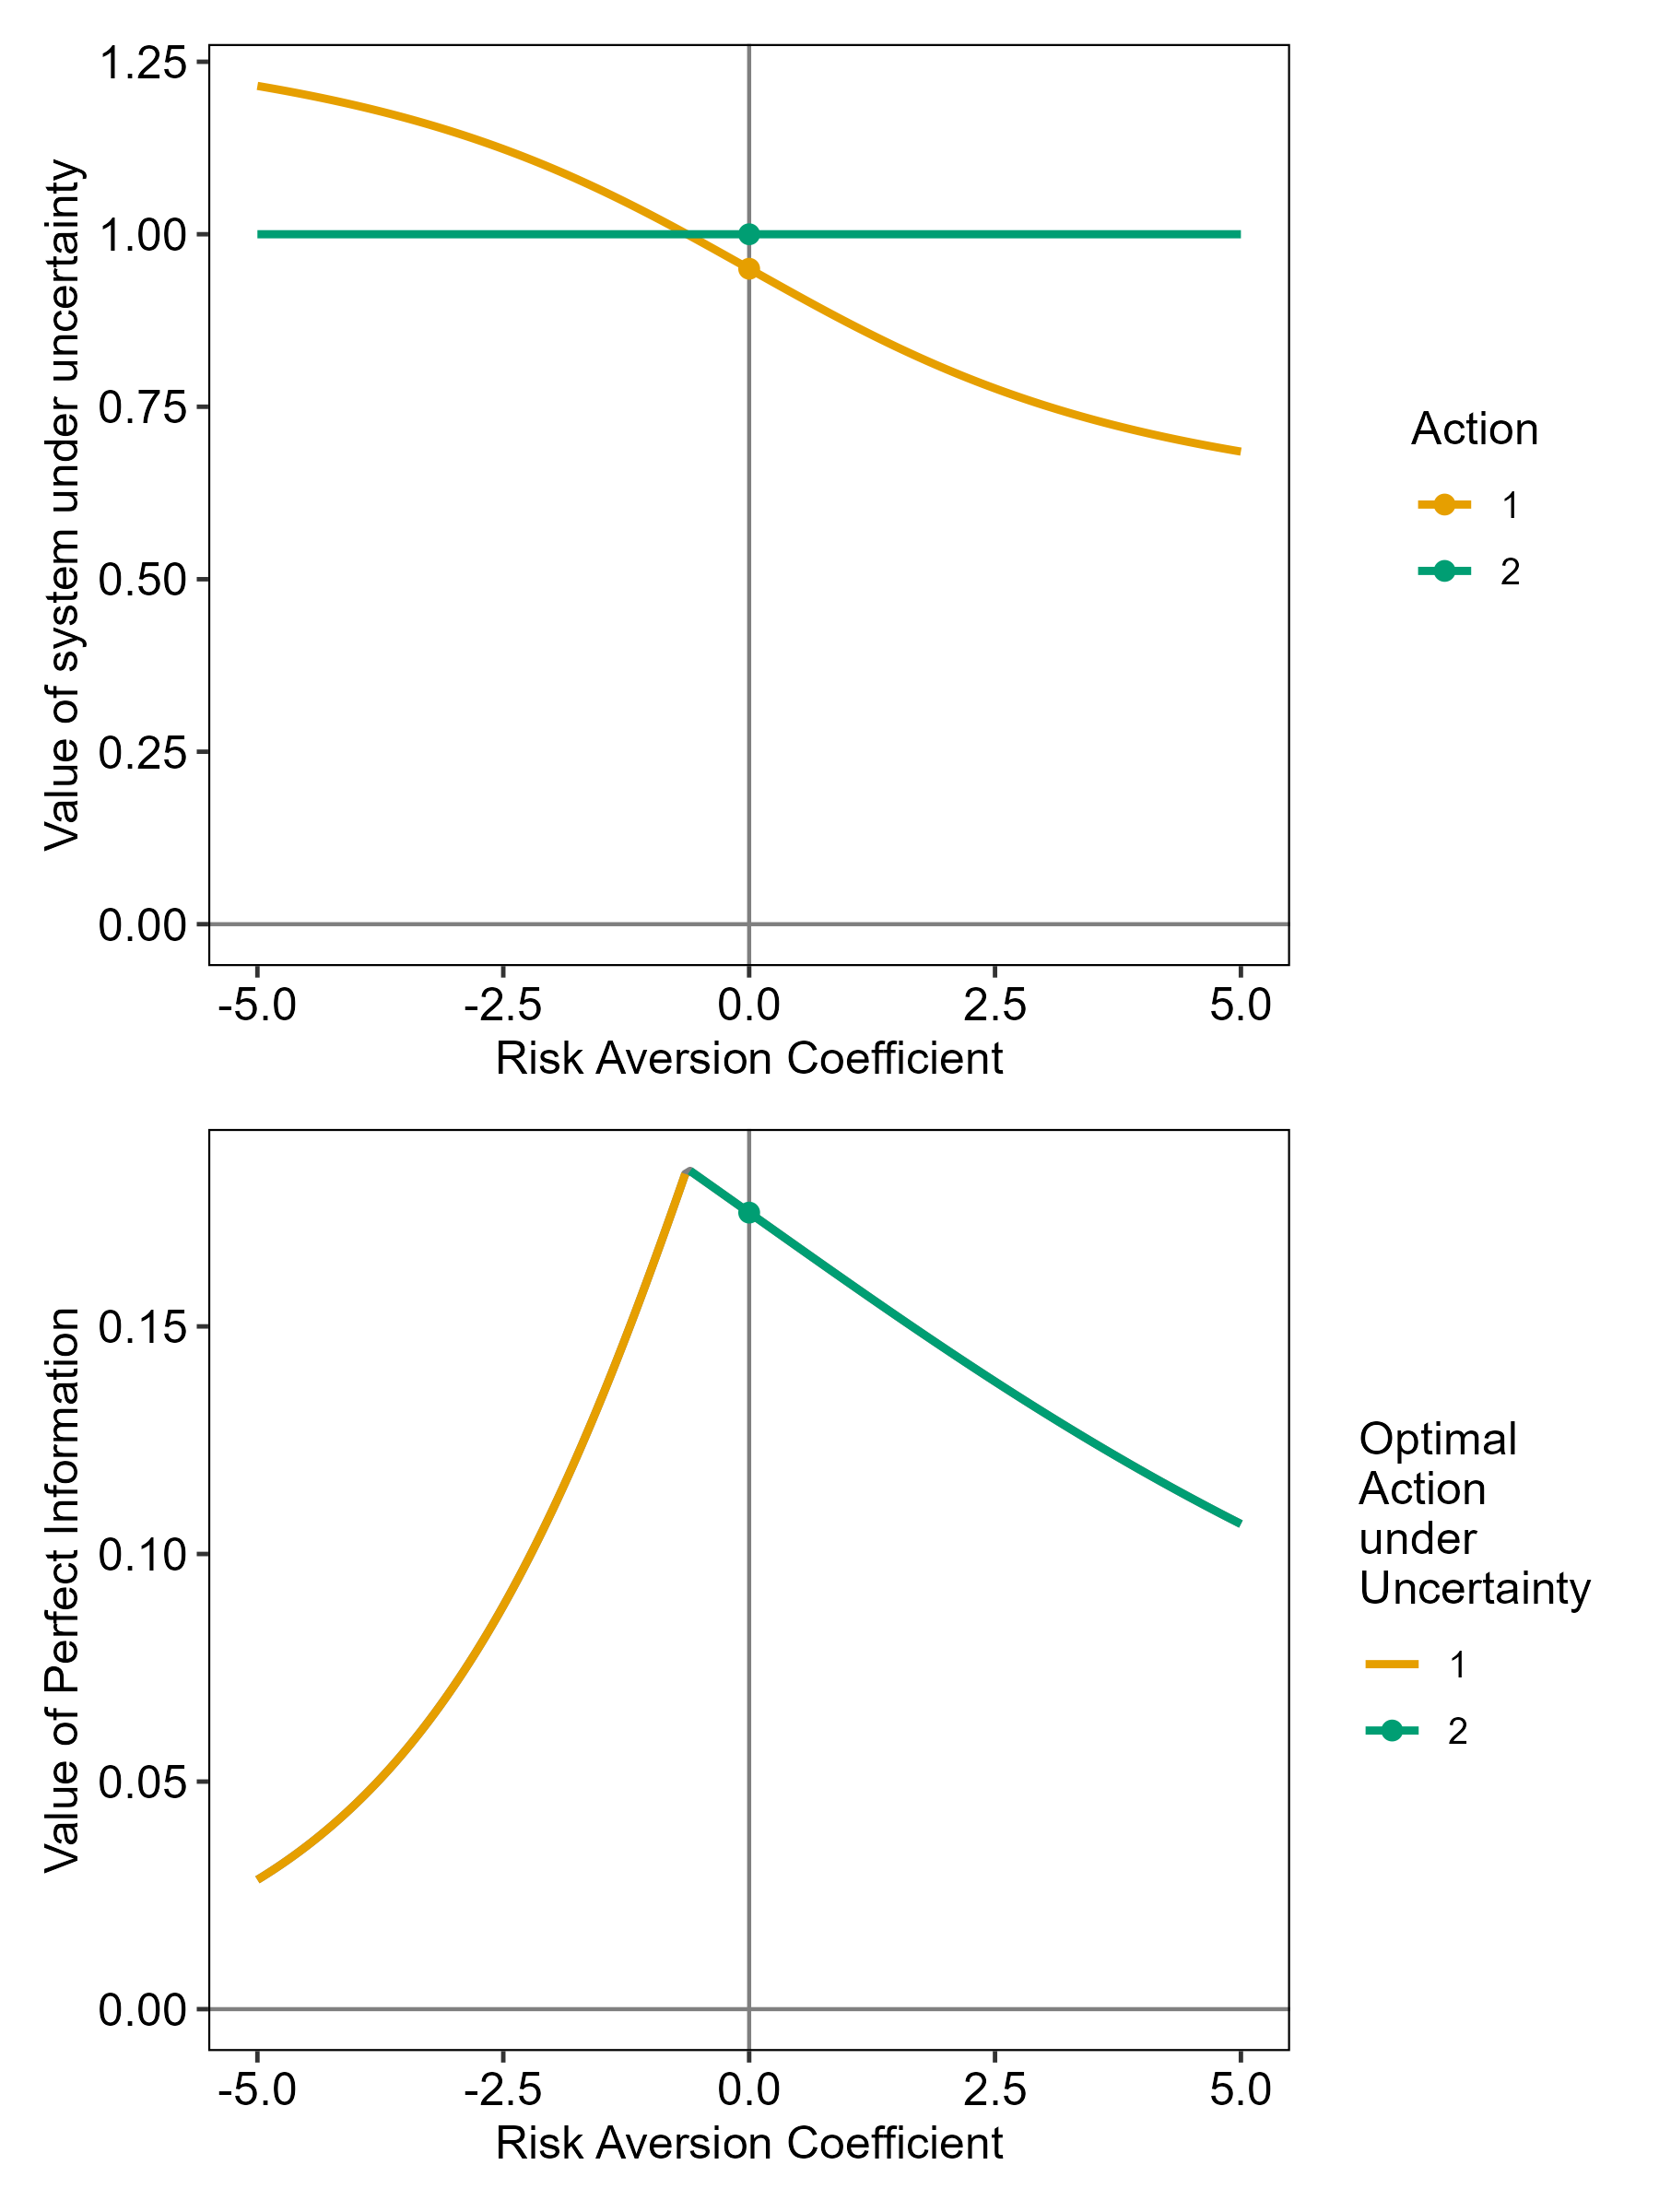 Value of system under uncertainty
1.25
1.00
0.75
0.50
0.25
0.00
-5.0 -2.5 0.0 2.5 5.0
Risk Aversion Coefficient
Action
1
2
Value of Perfect Information
0.15
0.10
0.05
0.00
-5.0 -2.5 0.0 2.5 5.0
Risk Aversion Coefficient
Optimal
Action
under
Uncertainty
1
2